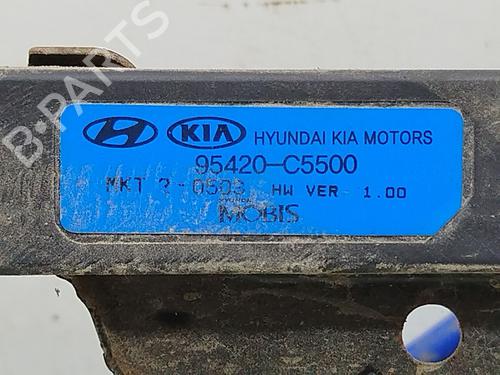 B-PARTS
KIA HYUNDAI KIA MOTORS
95420-C5500
HW VER 1.00
HYUNDAI
MOBIS